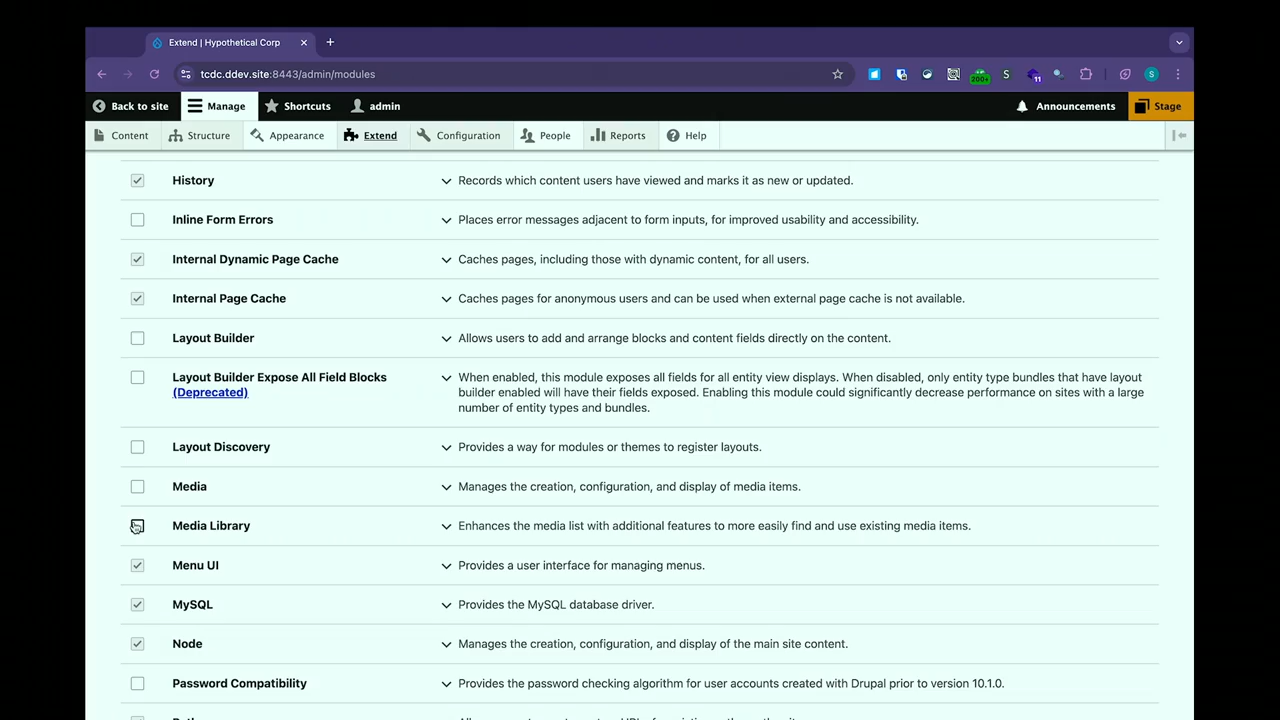 Extend | Hypothetical Corp
tcdc.ddev.site:8443/admin/modules
200+
S
11
S
Back to site
Manage
Shortcuts
admin
Announcements
Stage
Content
Structure
Appearance
Extend
Configuration
People
Reports
Help
History
Records which content users have viewed and marks it as new or updated.
Inline Form Errors
Places error messages adjacent to form inputs, for improved usability and accessibility.
Internal Dynamic Page Cache
Caches pages, including those with dynamic content, for all users.
Internal Page Cache
Caches pages for anonymous users and can be used when external page cache is not available.
Layout Builder
Allows users to add and arrange blocks and content fields directly on the content.
Layout Builder Expose All Field Blocks
(Deprecated)
When enabled, this module exposes all fields for all entity view displays. When disabled, only entity type bundles that have layout
builder enabled will have their fields exposed. Enabling this module could significantly decrease performance on sites with a large
number of entity types and bundles.
Layout Discovery
Provides a way for modules or themes to register layouts.
Media
Manages the creation, configuration, and display of media items.
Media Library
Enhances the media list with additional features to more easily find and use existing media items.
Menu UI
Provides a user interface for managing menus.
MySQL
Provides the MySQL database driver.
Node
Manages the creation, configuration, and display of the main site content.
Password Compatibility
Provides the password checking algorithm for user accounts created with Drupal prior to version 10.1.0.